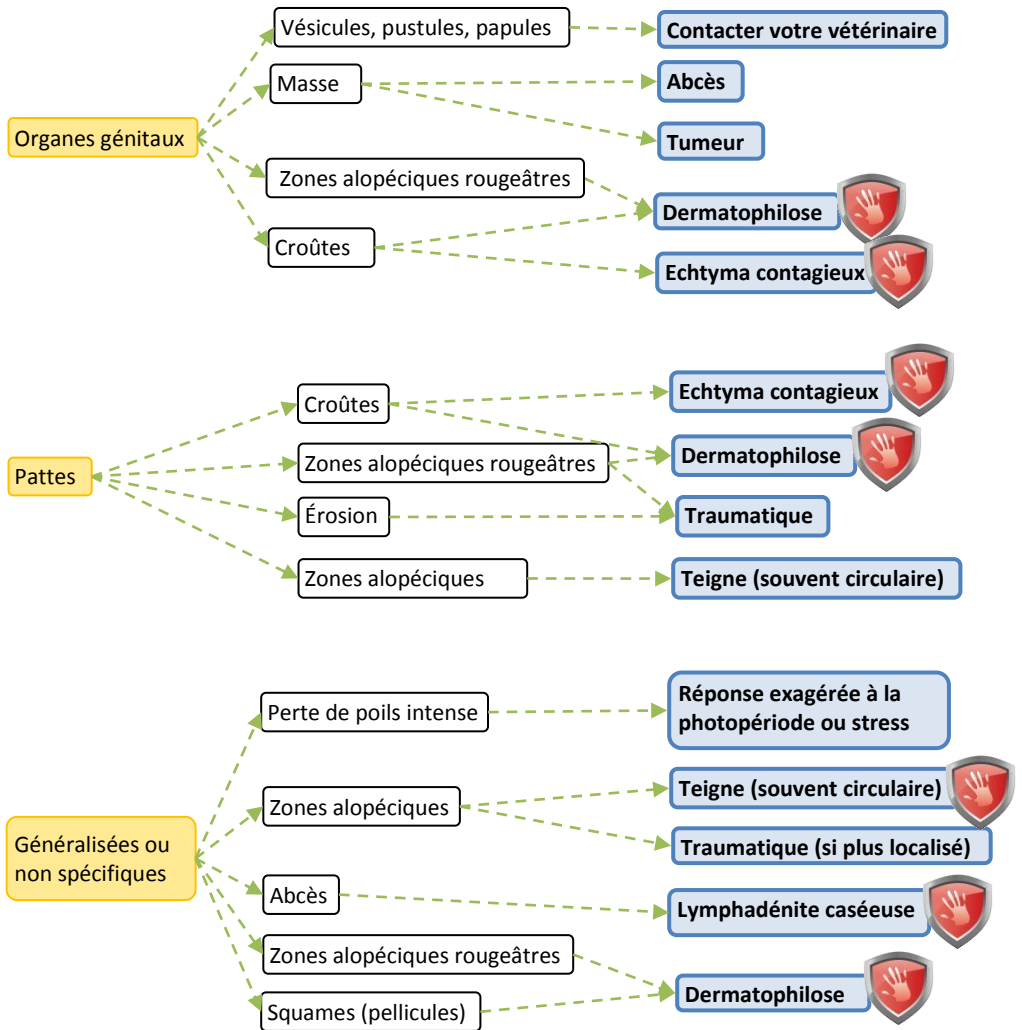 Vésicules, pustules, papules
Contacter votre vétérinaire
Masse
Abcès
Organes génitaux
Tumeur
Zones alopéciques rougeâtres
Dermatophilose
Croûtes
Echtyma contagieux
Croûtes
Echtyma contagieux
Zones alopéciques rougeâtres
Dermatophilose
Pattes
Érosion
Traumatique
Zones alopéciques
Teigne (souvent circulaire)
Perte de poils intense
Réponse exagérée à la
photopériode ou stress
Zones alopéciques
Teigne (souvent circulaire)
Traumatique (si plus localisé)
Généralisées ou
non spécifiques
Abcès
Lymphadénite caséeuse
Zones alopéciques rougeâtres
Dermatophilose
Squames (pellicules)